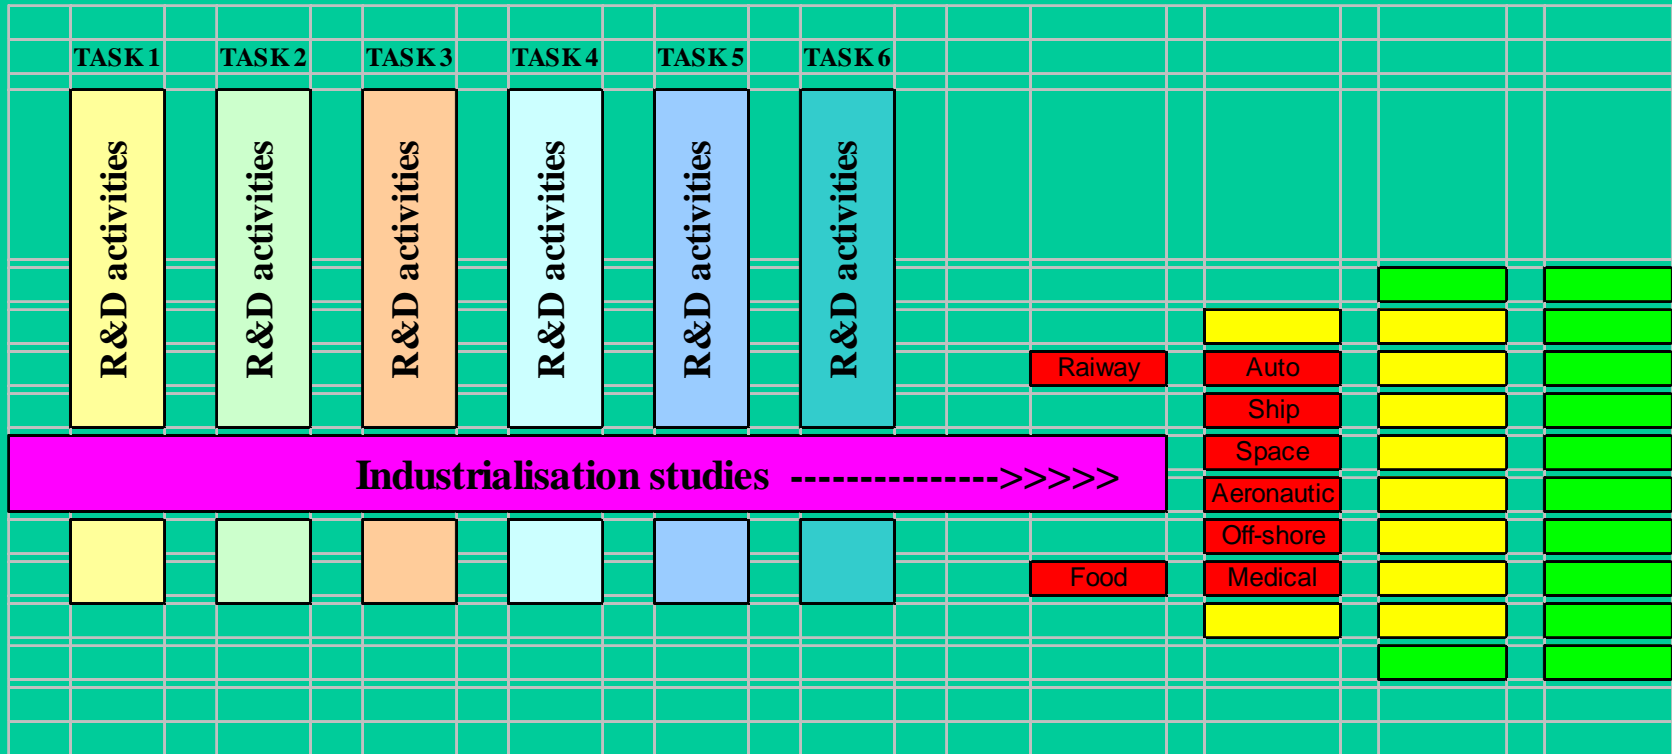 TASK 1 TASK 2 TASK 3 TASK 4 TASK 5 TASK 6
R&D activities
R&D activities
R&D activities
R&D activities
R&D activities
R&D activities
Raiway Auto
Ship
Industrialisation studies --------------->>>>>
Space
Aeronautic
Off-shore
Food Medical